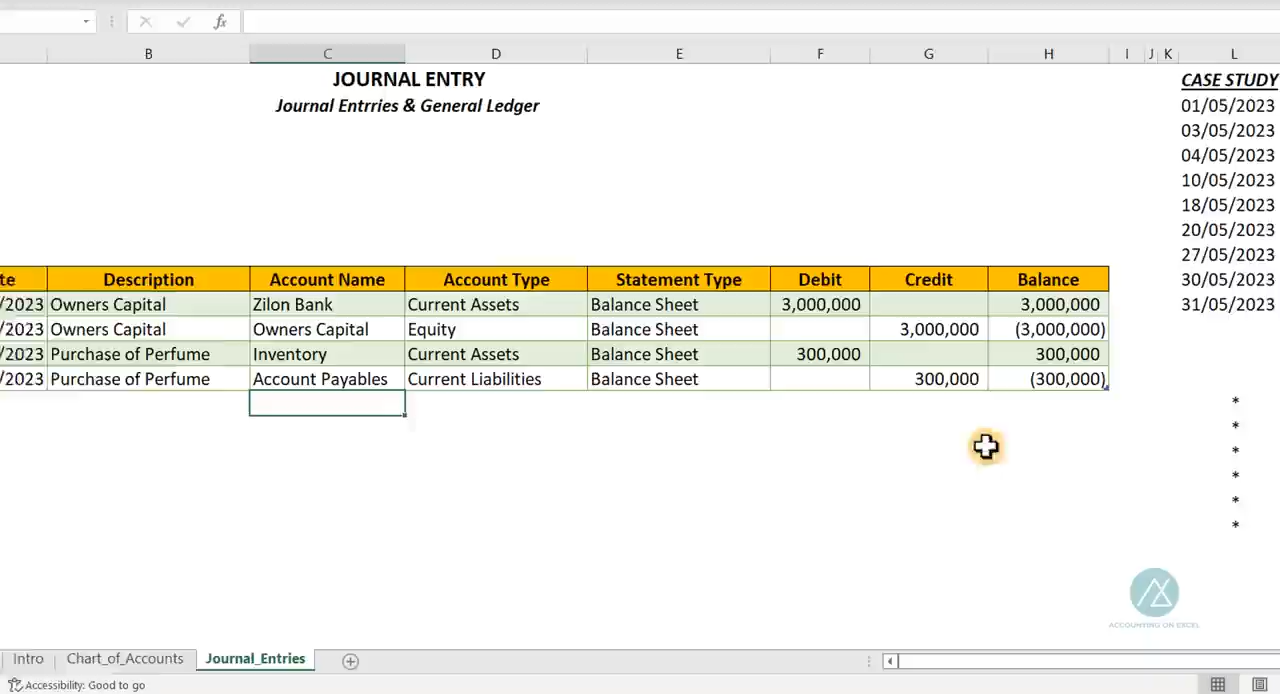 fx
B C D E F G H I J K L
JOURNAL ENTRY
Journal Entrries & General Ledger
CASE STUDY
01/05/2023
03/05/2023
04/05/2023
10/05/2023
18/05/2023
20/05/2023
27/05/2023
30/05/2023
31/05/2023
te Description Account Name Account Type Statement Type Debit Credit Balance
/2023 Owners Capital Zilon Bank Current Assets Balance Sheet 3,000,000 3,000,000
/2023 Owners Capital Owners Capital Equity Balance Sheet 3,000,000 (3,000,000)
/2023 Purchase of Perfume Inventory Current Assets Balance Sheet 300,000 300,000
/2023 Purchase of Perfume Account Payables Current Liabilities Balance Sheet 300,000 (300,000)
*
*
*
*
*
*
ACCOUNTING ON EXCEL
Intro Chart_of_Accounts Journal_Entries
Accessibility: Good to go